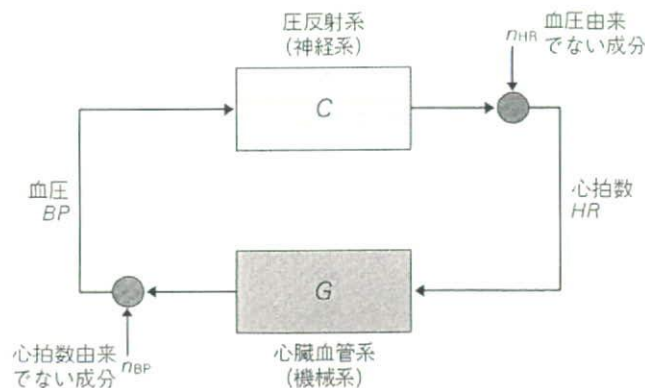 圧反射系
(神経系)
C
nHR
血圧由来
でない成分
血圧
BP
心拍数
HR
G
心臓血管系
(機械系)
心拍数由来
でない成分
nBP